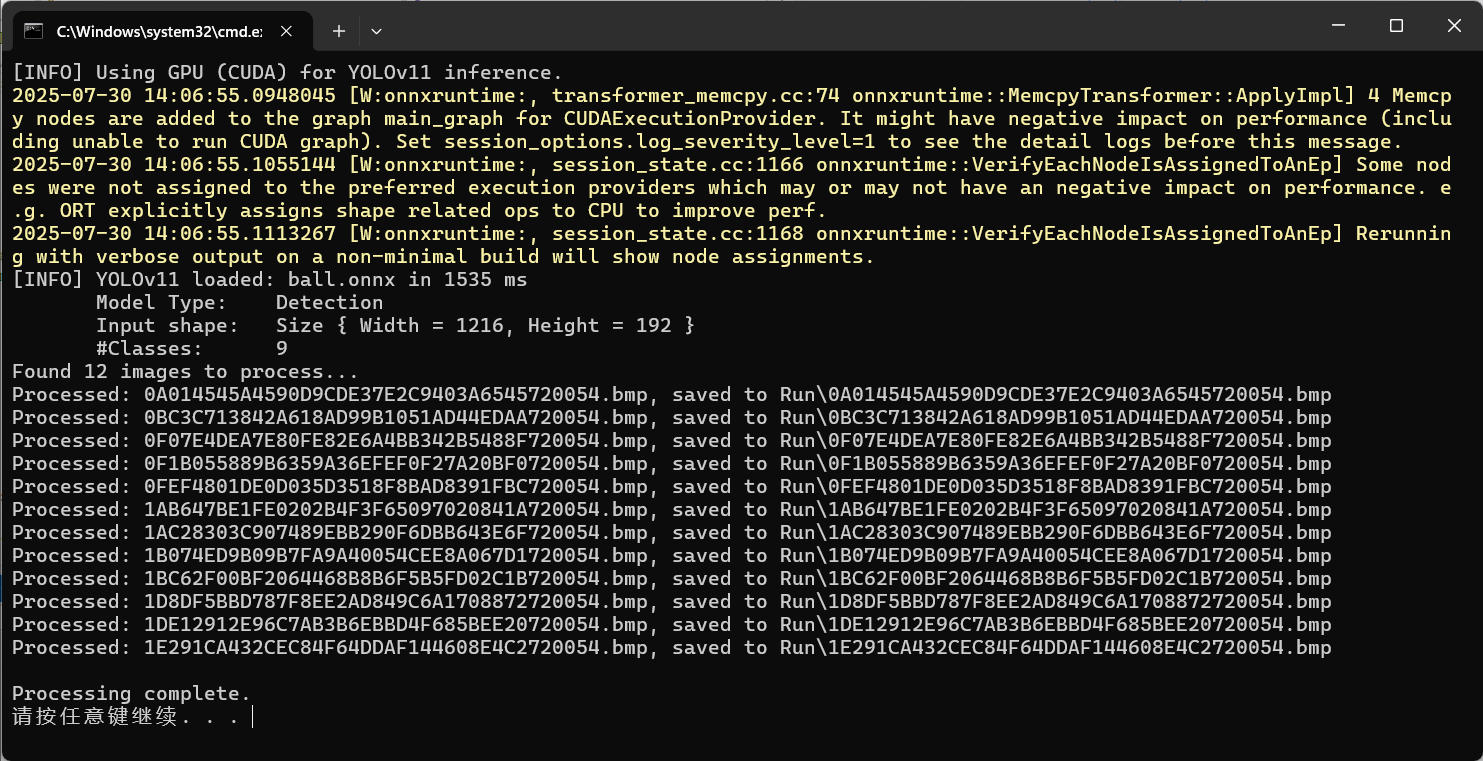 C:\Windows\system32\cmd.e:
[INFO] Using GPU (CUDA) for YOLOv11 inference.
2025-07-30 14:06:55.0948045 [W:onnxruntime:, transformer_memcpy.cc:74 onnxruntime::MemcpyTransformer::ApplyImpl] 4 Memcp
y nodes are added to the graph main_graph for CUDAExecutionProvider. It might have negative impact on performance (inclu
ding unable to run CUDA graph). Set session_options.log_severity_level=1 to see the detail logs before this message.
2025-07-30 14:06:55.1055144 [W:onnxruntime:, session_state.cc:1166 onnxruntime::VerifyEachNodeIsAssignedToAnEp] Some nod
es were not assigned to the preferred execution providers which may or may not have an negative impact on performance. e
.g. ORT explicitly assigns shape related ops to CPU to improve perf.
2025-07-30 14:06:55.1113267 [W:onnxruntime:, session_state.cc:1168 onnxruntime::VerifyEachNodeIsAssignedToAnEp] Rerunnin
g with verbose output on a non-minimal build will show node assignments.
[INFO] YOLOv11 loaded: ball.onnx in 1535 ms
Model Type: Detection
Input shape: Size { Width = 1216, Height = 192 }
#Classes: 9
Found 12 images to process...
Processed: 0A014545A4590D9CDE37E2C9403A6545720054.bmp, saved to Run\0A014545A4590D9CDE37E2C9403A6545720054.bmp
Processed: 0BC3C713842A618AD99B1051AD44EDAA720054.bmp, saved to Run\0BC3C713842A618AD99B1051AD44EDAA720054.bmp
Processed: 0F07E4DEA7E80FE82E6A4BB342B5488F720054.bmp, saved to Run\0F07E4DEA7E80FE82E6A4BB342B5488F720054.bmp
Processed: 0F1B055889B6359A36EFEF0F27A20BF0720054.bmp, saved to Run\0F1B055889B6359A36EFEF0F27A20BF0720054.bmp
Processed: 0FEF4801DE0D035D3518F8BAD8391FBC720054.bmp, saved to Run\0FEF4801DE0D035D3518F8BAD8391FBC720054.bmp
Processed: 1AB647BE1FE0202B4F3F65097020841A720054.bmp, saved to Run\1AB647BE1FE0202B4F3F65097020841A720054.bmp
Processed: 1AC28303C907489EBB290F6DBB643E6F720054.bmp, saved to Run\1AC28303C907489EBB290F6DBB643E6F720054.bmp
Processed: 1B074ED9B09B7FA9A40054CEE8A067D1720054.bmp, saved to Run\1B074ED9B09B7FA9A40054CEE8A067D1720054.bmp
Processed: 1BC62F00BF2064468B8B6F5B5FD02C1B720054.bmp, saved to Run\1BC62F00BF2064468B8B6F5B5FD02C1B720054.bmp
Processed: 1D8DF5BBD787F8EE2AD849C6A1708872720054.bmp, saved to Run\1D8DF5BBD787F8EE2AD849C6A1708872720054.bmp
Processed: 1DE12912E96C7AB3B6EBBD4F685BEE20720054.bmp, saved to Run\1DE12912E96C7AB3B6EBBD4F685BEE20720054.bmp
Processed: 1E291CA432CEC84F64DDAF144608E4C2720054.bmp, saved to Run\1E291CA432CEC84F64DDAF144608E4C2720054.bmp
Processing complete.
请按任意键继续. . .